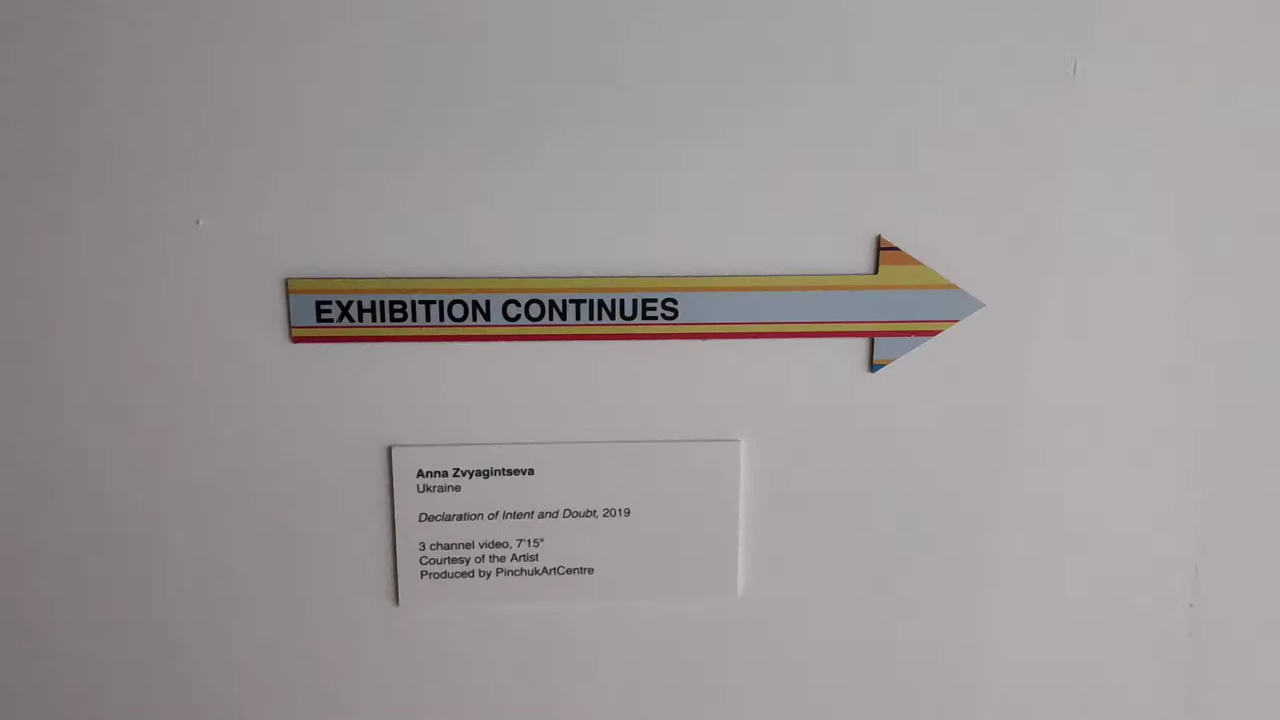 EXHIBITION CONTINUES
Anna Zvyagintseva
Ukraine
Declaration of Intent and Doubt, 2019
3 channel video, 7'15"
Courtesy of the Artist
Produced by PinchukArtCentre